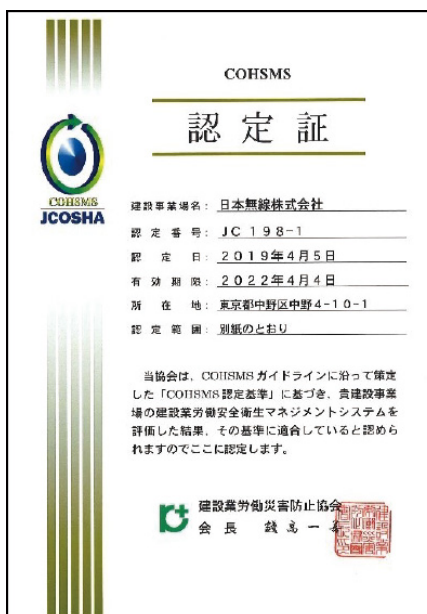 COHSMS
認定証
COHSMS
JCOSHA
建設事業場名：日本無線株式会社
認定番号：JC 198-1
認定日：2019年4月5日
有効期限：2022年4月4日
所在地：東京都中野区中野4-10-1
認定範囲：別紙のとおり
当協会は、COHSMSガイドラインに沿って策定
した「COHSMS認定基準」に基づき、貴建設事業
場の建設業労働安全衛生マネジメントシステムを
評価した結果、その基準に適合していると認めら
れますのでここに認定します。
建設業労働災害防止協会
会長 錢高一善